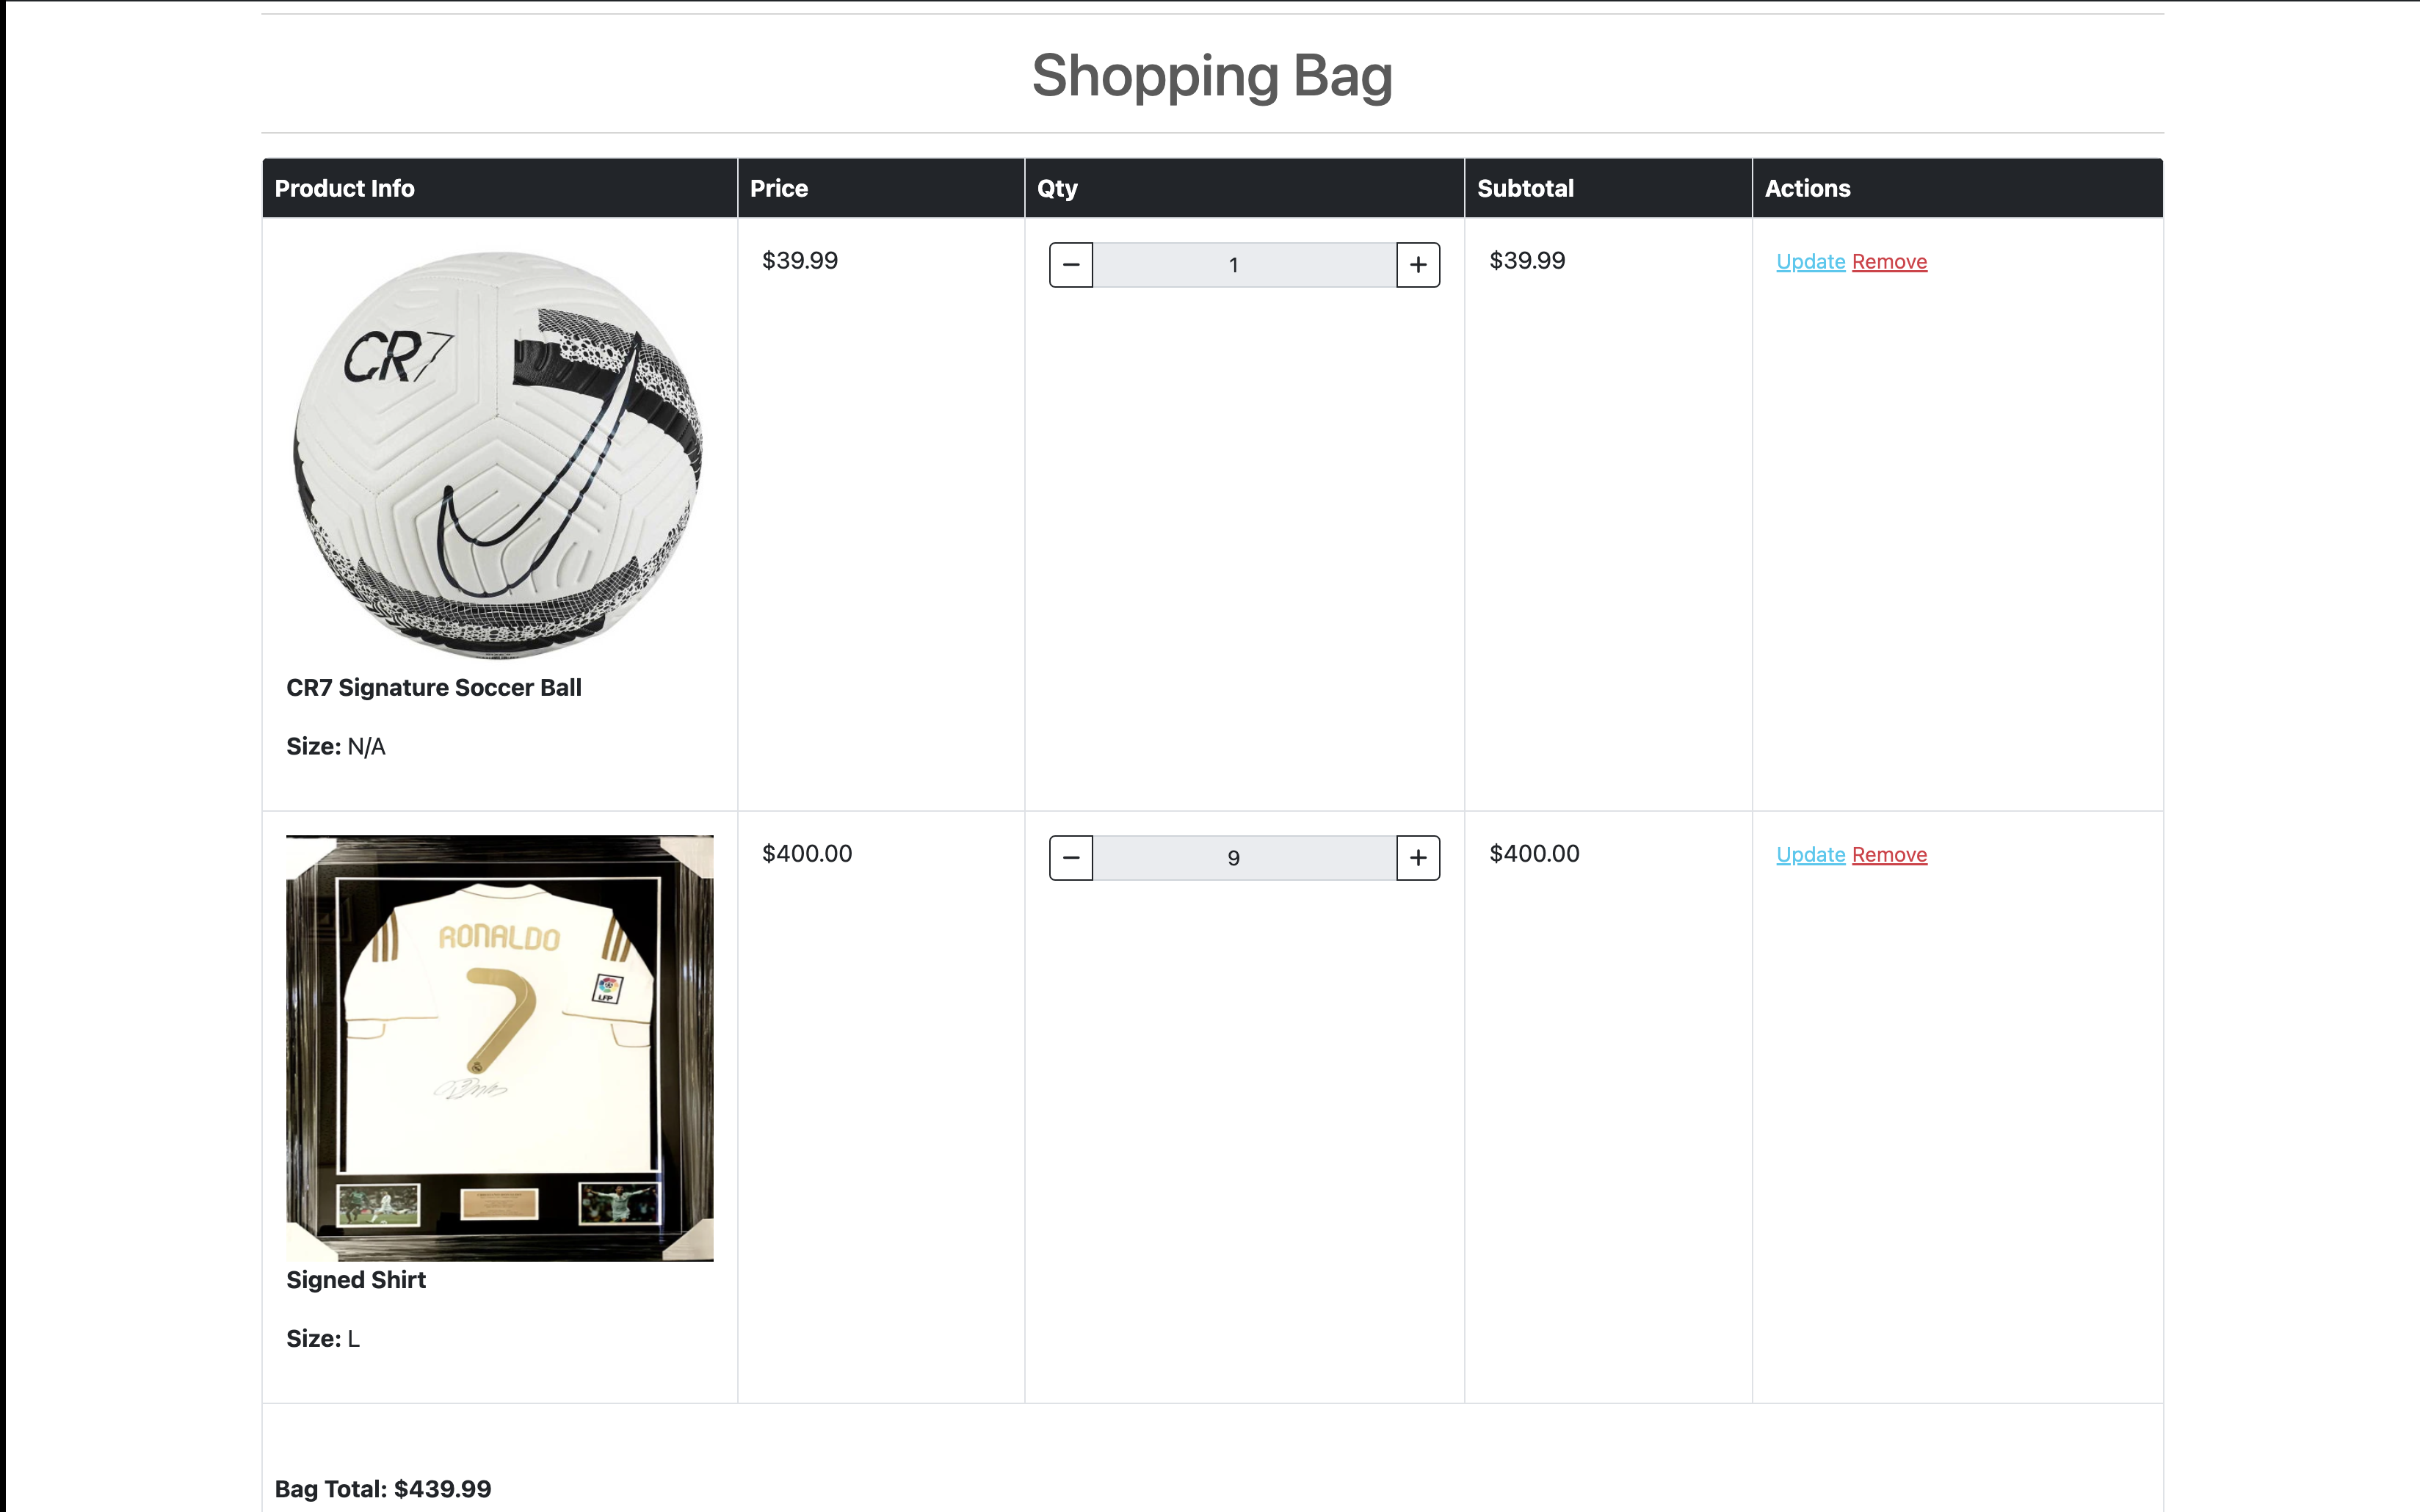 Shopping Bag
Product Info Price Qty Subtotal Actions
$39.99 − 1 + $39.99 Update Remove
CR7
CR7 Signature Soccer Ball
Size: N/A
$400.00 − 9 + $400.00 Update Remove
RONALDO
7
LFP
Signed Shirt
Size: L
Bag Total: $439.99